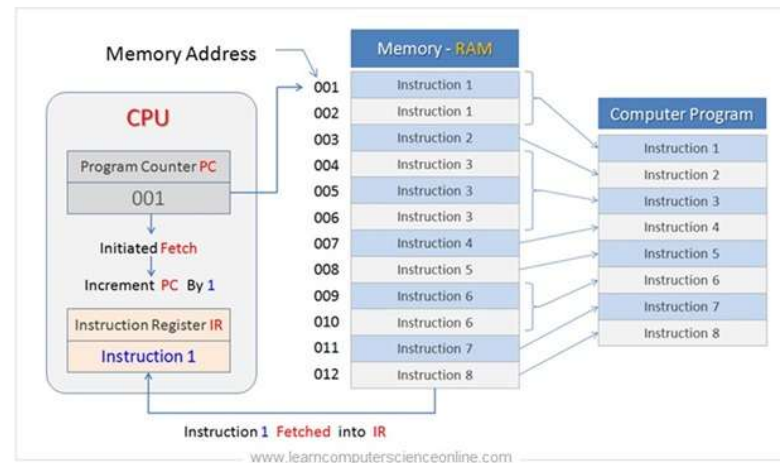 Memory Address
Memory - RAM
001 Instruction 1
002 Instruction 1
003 Instruction 2
004 Instruction 3
005 Instruction 3
006 Instruction 3
007 Instruction 4
008 Instruction 5
009 Instruction 6
010 Instruction 6
011 Instruction 7
012 Instruction 8
CPU
Program Counter PC
001
Initiated Fetch
Increment PC By 1
Instruction Register IR
Instruction 1
Computer Program
Instruction 1
Instruction 2
Instruction 3
Instruction 4
Instruction 5
Instruction 6
Instruction 7
Instruction 8
Instruction 1 Fetched into IR
www.learncomputerscienceonline.com